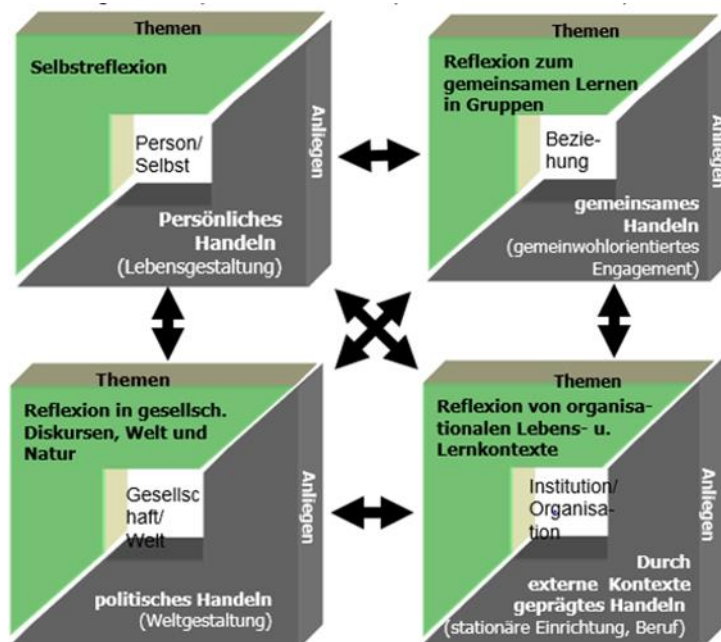 Themen
Selbstreflexion
Person/
Selbst
Anliegen
Persönliches
Handeln
(Lebensgestaltung)
Themen
Reflexion zum
gemeinsamen Lernen
in Gruppen
Bezie-
hung
Anliegen
gemeinsames
Handeln
(gemeinwohlorientiertes
Engagement)
Themen
Reflexion in gesellsch.
Diskursen, Welt und
Natur
Gesellsc
haft/
Welt
Anliegen
politisches Handeln
(Weltgestaltung)
Themen
Reflexion von organisa-
tionalen Lebens- u.
Lernkontexte
Institution/
Organisa-
tion
Anliegen
Durch
externe Kontexte
geprägtes Handeln
(stationäre Einrichtung, Beruf)